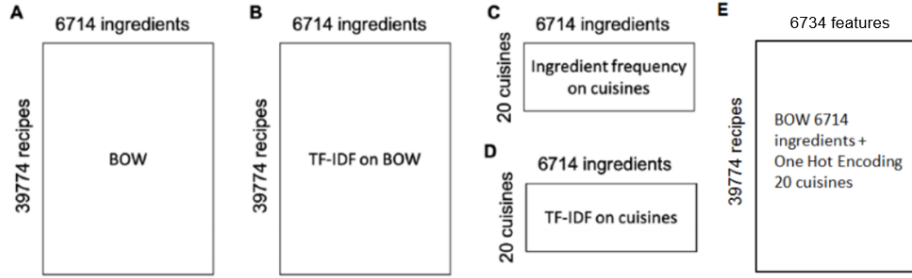 A
6714 ingredients
39774 recipes
BOW
B
6714 ingredients
39774 recipes
TF-IDF on BOW
C
6714 ingredients
20 cuisines
Ingredient frequency
on cuisines
D
6714 ingredients
20 cuisines
TF-IDF on cuisines
E
6734 features
39774 recipes
BOW 6714
ingredients +
One Hot Encoding
20 cuisines